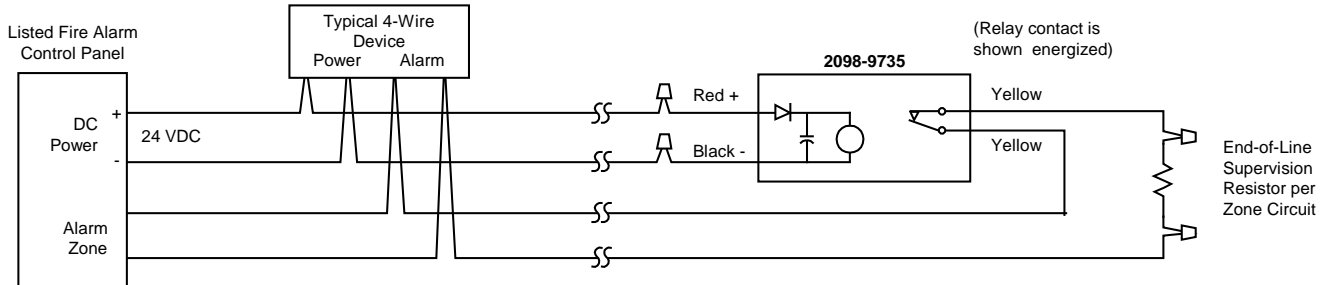 Listed Fire Alarm
Control Panel
Typical 4-Wire
Device
Power Alarm
(Relay contact is
shown energized)
2098-9735
DC
Power
+
-
24 VDC
Red +
Black -
Yellow
Yellow
End-of-Line
Supervision
Resistor per
Zone Circuit
Alarm
Zone